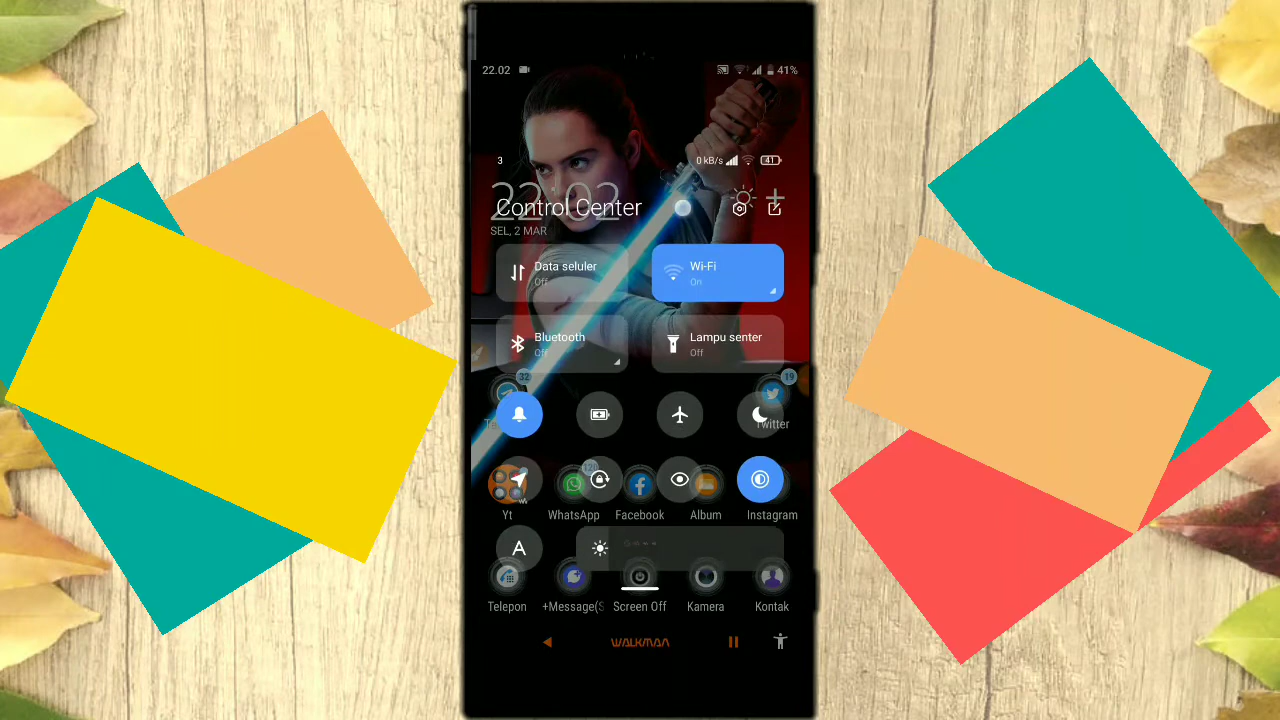 22.02
41%
3
0 kB/s
41
22:02
Control Center
SEL, 2 MAR
Data seluler
Off
Wi-Fi
On
Bluetooth
Off
Lampu senter
Off
32
19
Twitter
Yt
WhatsApp
Facebook
Album
Instagram
A
Telepon
+Message(S
Screen Off
Kamera
Kontak
WALKMAN